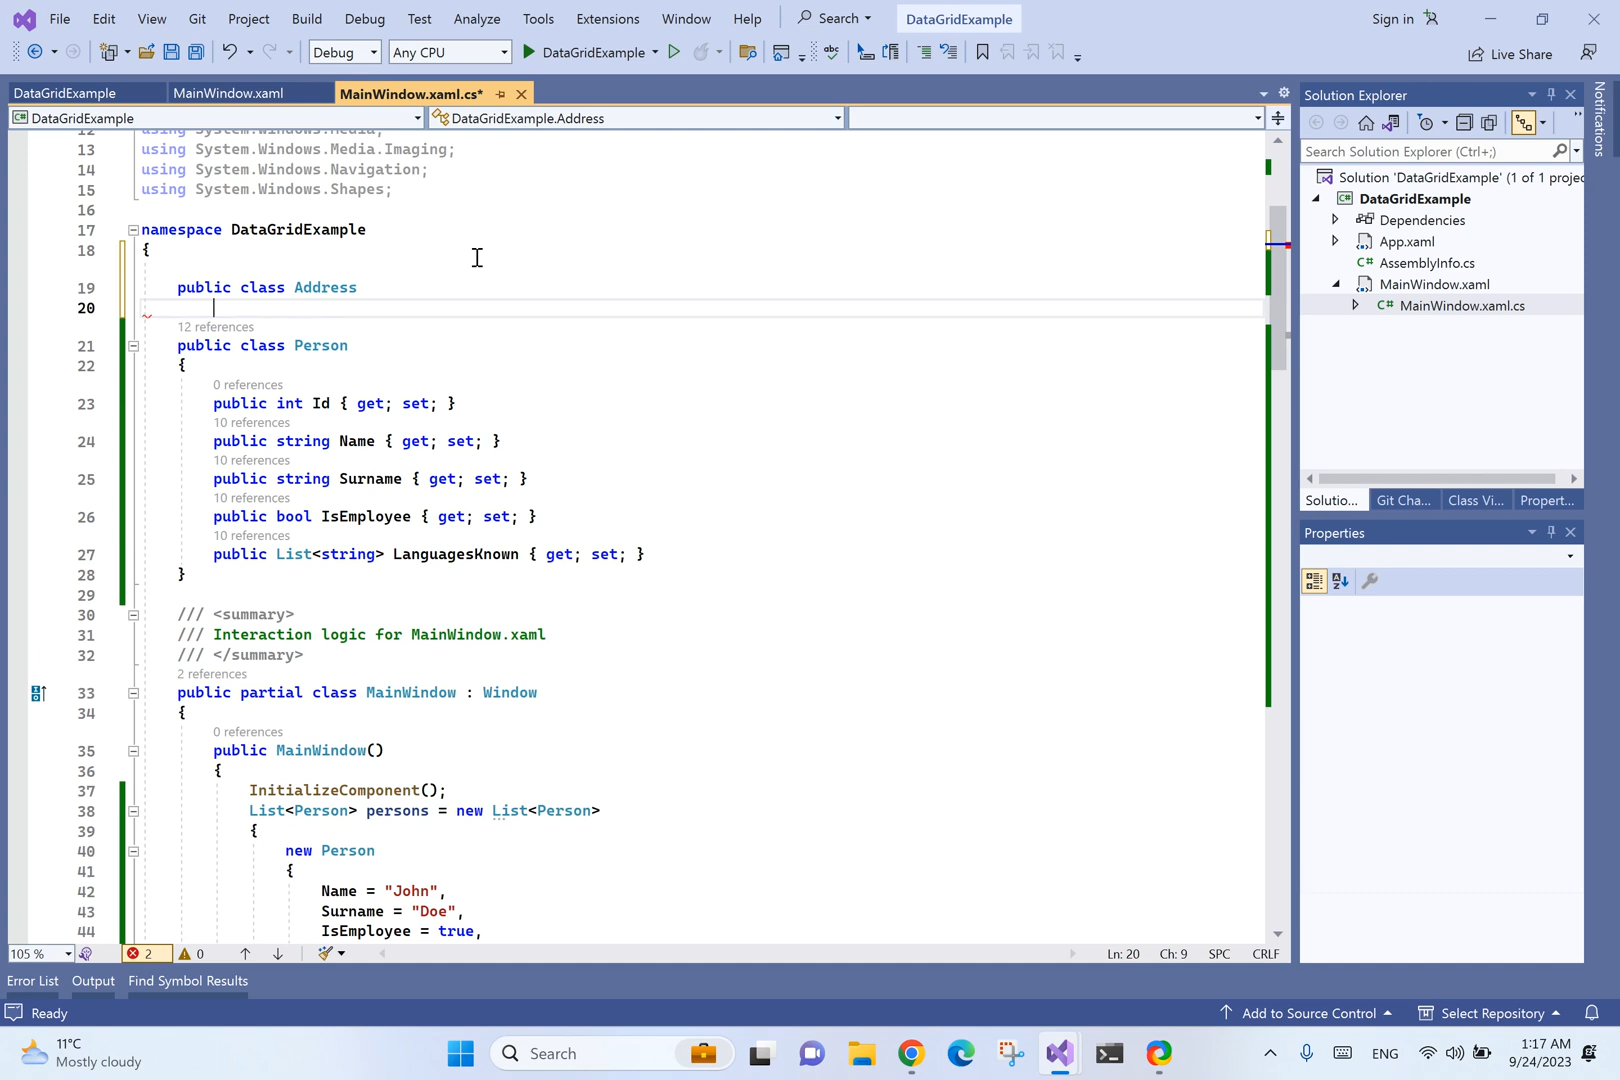 File Edit View Git Project Build Debug Test Analyze Tools Extensions Window Help Search DataGridExample Sign in
Debug Any CPU DataGridExample Live Share
DataGridExample MainWindow.xaml MainWindow.xaml.cs*
DataGridExample DataGridExample.Address
using System.Windows.Media;
13 using System.Windows.Media.Imaging;
14 using System.Windows.Navigation;
15 using System.Windows.Shapes;
16
17 namespace DataGridExample
18 {
19 public class Address
20
12 references
21 public class Person
22 {
0 references
23 public int Id { get; set; }
10 references
24 public string Name { get; set; }
10 references
25 public string Surname { get; set; }
10 references
26 public bool IsEmployee { get; set; }
10 references
27 public List<string> LanguagesKnown { get; set; }
28 }
29
30 /// <summary>
31 /// Interaction logic for MainWindow.xaml
32 /// </summary>
2 references
33 public partial class MainWindow : Window
34 {
0 references
35 public MainWindow()
36 {
37 InitializeComponent();
38 List<Person> persons = new List<Person>
39 {
40 new Person
41 {
42 Name = "John",
43 Surname = "Doe",
44 IsEmployee = true,
105 % 2 0 Ln: 20 Ch: 9 SPC CRLF
Error List Output Find Symbol Results
Ready Add to Source Control Select Repository
Solution Explorer
Search Solution Explorer (Ctrl+;)
Solution 'DataGridExample' (1 of 1 projec
DataGridExample
Dependencies
App.xaml
AssemblyInfo.cs
MainWindow.xaml
MainWindow.xaml.cs
Solutio... Git Cha... Class Vi... Propert...
Properties
Notifications
11°C
Mostly cloudy
Search
ENG
1:17 AM
9/24/2023